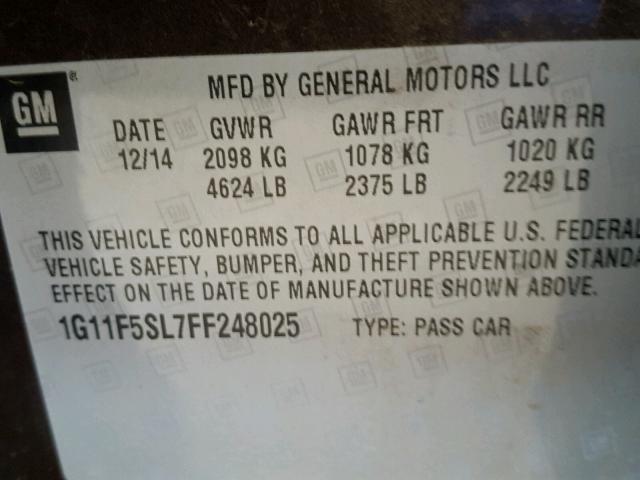 GM
MFD BY GENERAL MOTORS LLC
DATE GVWR GAWR FRT GAWR RR
12/14 2098 KG 1078 KG 1020 KG
4624 LB 2375 LB 2249 LB
THIS VEHICLE CONFORMS TO ALL APPLICABLE U.S. FEDERAL
VEHICLE SAFETY, BUMPER, AND THEFT PREVENTION STANDA
EFFECT ON THE DATE OF MANUFACTURE SHOWN ABOVE.
1G11F5SL7FF248025 TYPE: PASS CAR